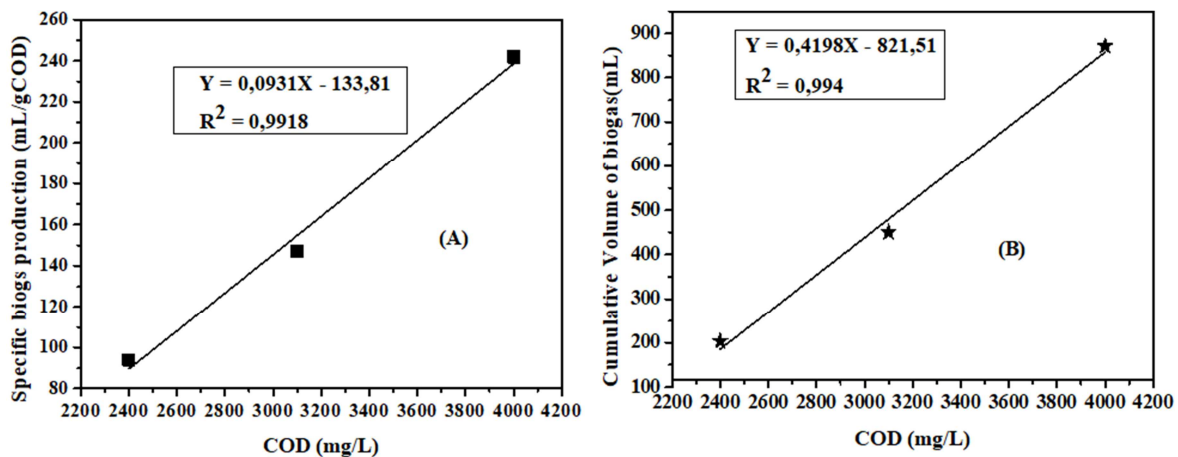 260
240
220
200
180
160
140
120
100
80
Specific biogs production (mL/gCOD)
Y = 0,0931X - 133,81
R2 = 0,9918
(A)
2200 2400 2600 2800 3000 3200 3400 3600 3800 4000 4200
COD (mg/L)
900
800
700
600
500
400
300
200
100
Cumulative Volume of biogas(mL)
Y = 0,4198X - 821,51
R2 = 0,994
(B)
2200 2400 2600 2800 3000 3200 3400 3600 3800 4000 4200
COD (mg/L)